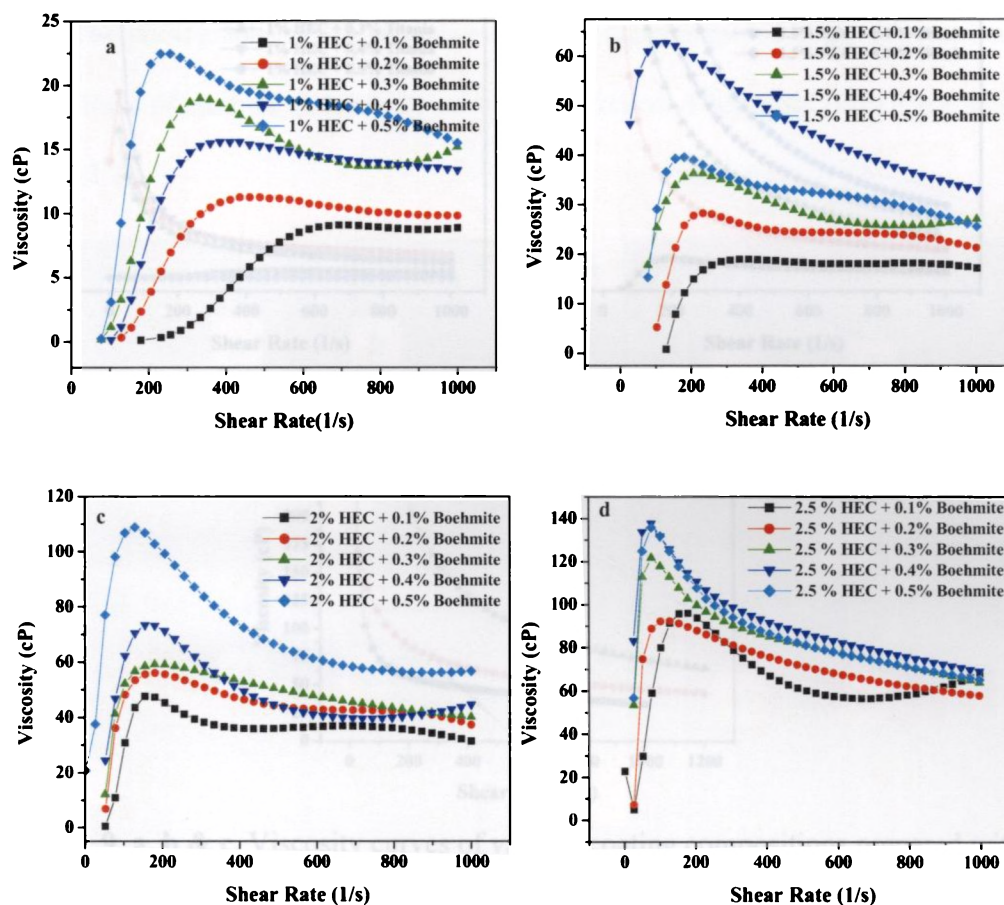 a
1% HEC + 0.1% Boehmite
1% HEC + 0.2% Boehmite
1% HEC + 0.3% Boehmite
1% HEC + 0.4% Boehmite
1% HEC + 0.5% Boehmite
25
20
15
10
5
0
Viscosity (cP)
0 200 400 600 800 1000
Shear Rate(1/s)
b
1.5% HEC+0.1% Boehmite
1.5% HEC+0.2% Boehmite
1.5% HEC+0.3% Boehmite
1.5% HEC+0.4% Boehmite
1.5% HEC+0.5% Boehmite
60
50
40
30
20
10
0
Viscosity (cP)
0 200 400 600 800 1000
Shear Rate (1/s)
c
2% HEC + 0.1% Boehmite
2% HEC + 0.2% Boehmite
2% HEC + 0.3% Boehmite
2% HEC + 0.4% Boehmite
2% HEC + 0.5% Boehmite
120
100
80
60
40
20
0
Viscosity (cP)
0 200 400 600 800 1000
Shear Rate (1/s)
d
2.5 % HEC + 0.1% Boehmite
2.5 % HEC + 0.2% Boehmite
2.5 % HEC + 0.3% Boehmite
2.5 % HEC + 0.4% Boehmite
2.5 % HEC + 0.5% Boehmite
140
120
100
80
60
40
20
0
Viscosity (cP)
0 200 400 600 800 1000
Shear Rate (1/s)